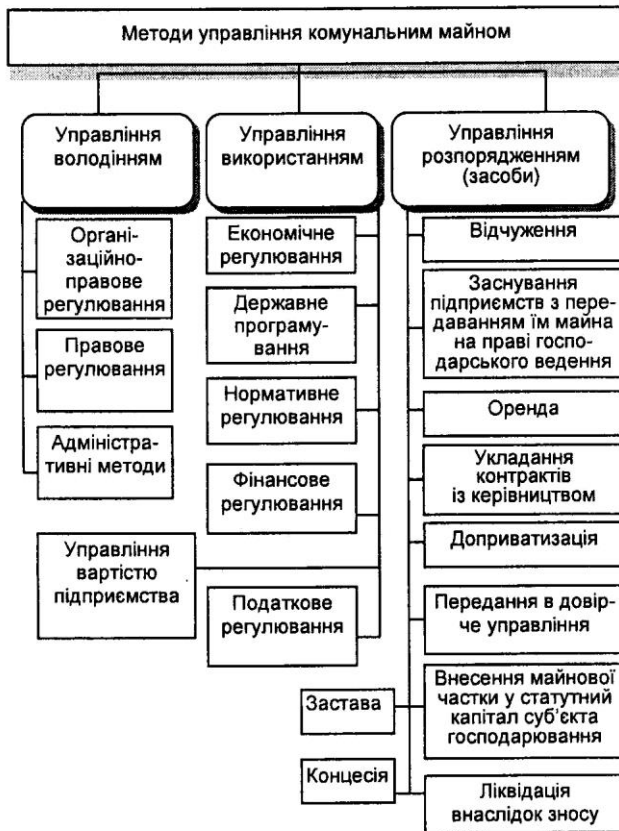 Методи управління комунальним майном
Управління
володінням
Органі-
заційно-
правове
регулювання
Правове
регулювання
Адміністра-
тивні методи
Управління
використанням
Економічне
регулювання
Державне
програму-
вання
Нормативне
регулювання
Фінансове
регулювання
Управління
вартістю
підприємства
Податкове
регулювання
Управління
розпорядженням
(засоби)
Відчуження
Заснування
підприємств з пере-
даванням їм майна
на праві госпо-
дарського ведення
Оренда
Укладання
контрактів
із керівництвом
Доприватизація
Передання в довір-
че управління
Застава
Внесення майнової
частки у статутний
капітал суб’єкта
господарювання
Концесія
Ліквідація
внаслідок зносу